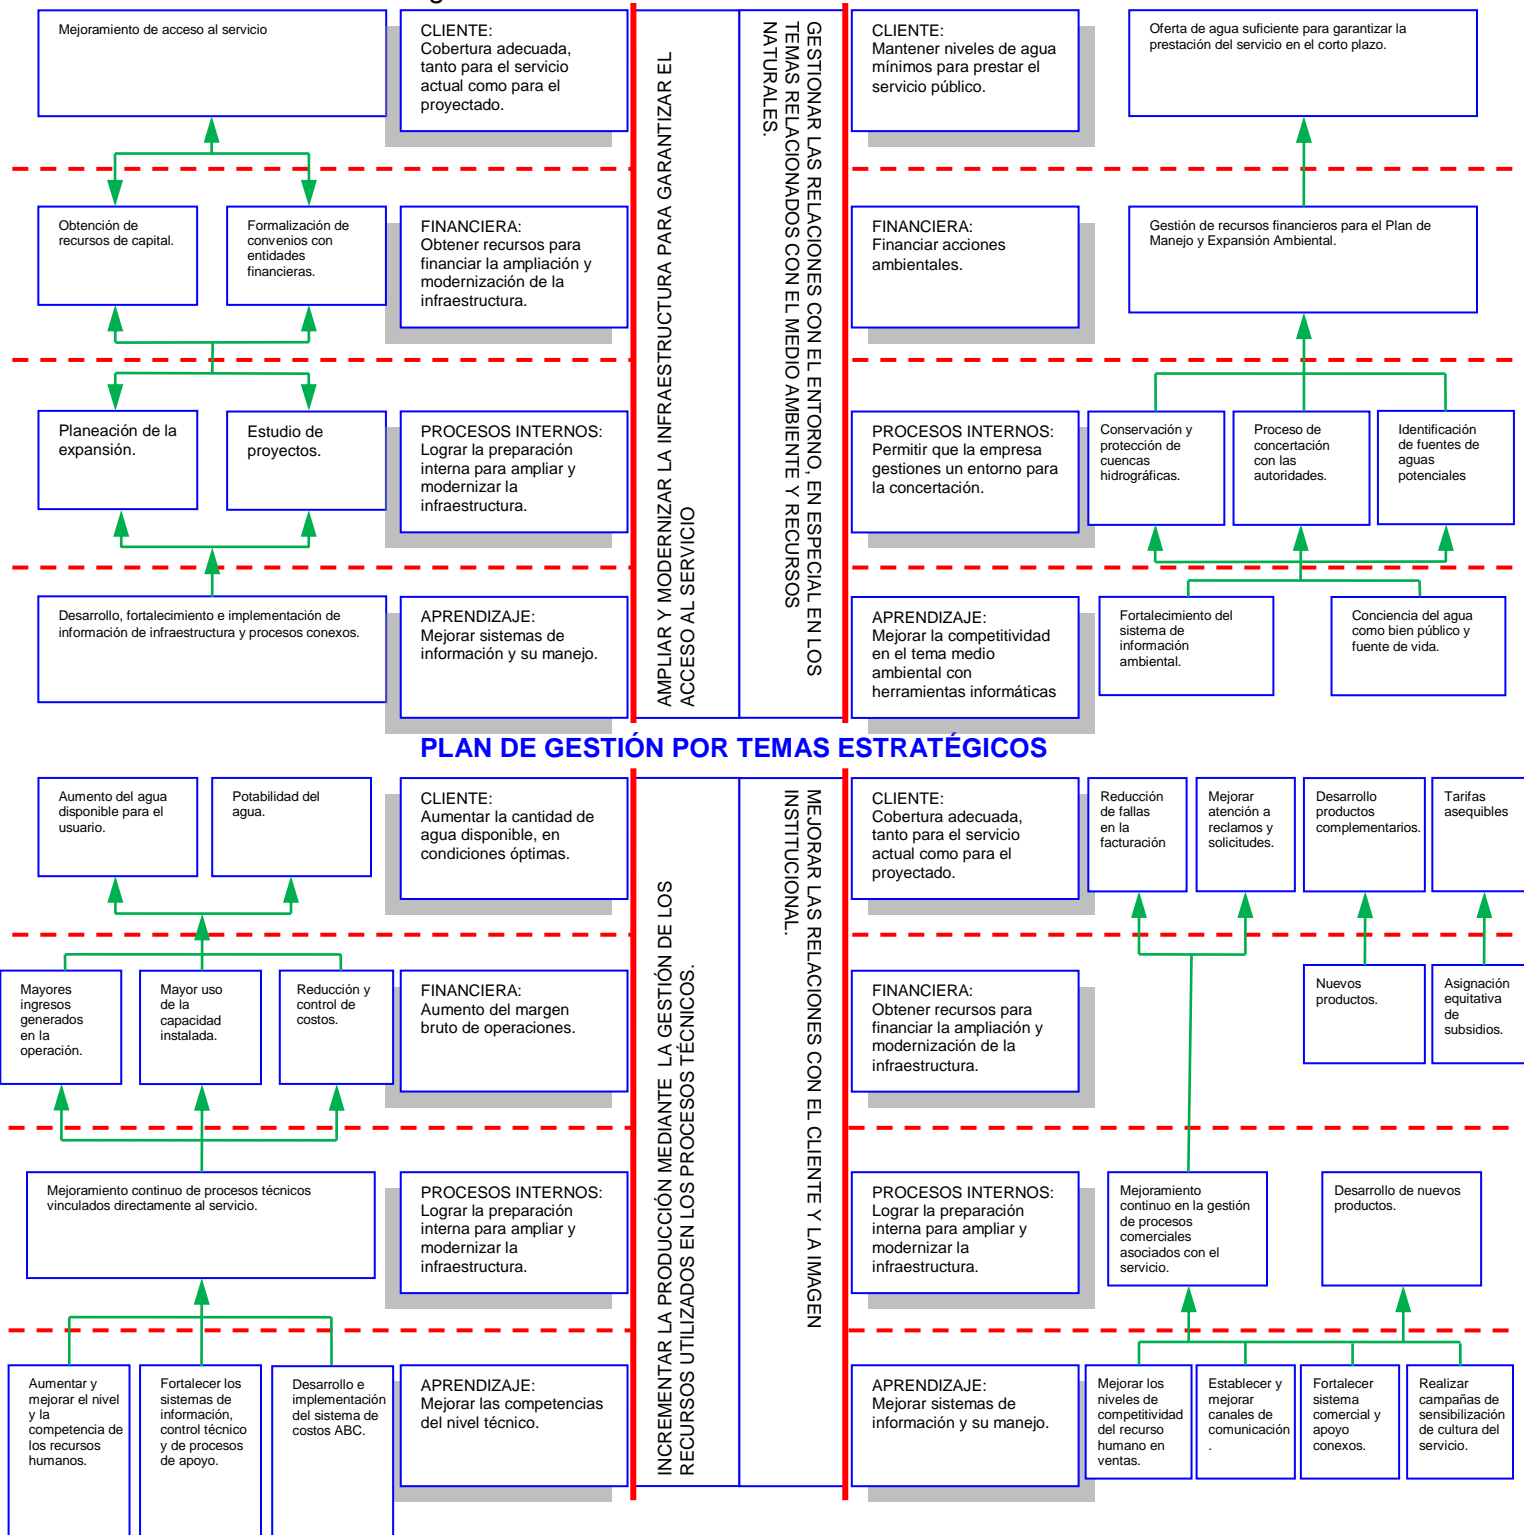 Mejoramiento de acceso al servicio
CLIENTE:
Cobertura adecuada,
tanto para el servicio
actual como para el
proyectado.
Obtención de
recursos de capital.
Formalización de
convenios con
entidades
financieras.
FINANCIERA:
Obtener recursos para
financiar la ampliación y
modernización de la
infraestructura.
Planeación de la
expansión.
Estudio de
proyectos.
PROCESOS INTERNOS:
Lograr la preparación
interna para ampliar y
modernizar la
infraestructura.
Desarrollo, fortalecimiento e implementación de
información de infraestructura y procesos conexos.
APRENDIZAJE:
Mejorar sistemas de
información y su manejo.
AMPLIAR Y MODERNIZAR LA INFRAESTRUCTURA PARA GARANTIZAR EL
ACCESO AL SERVICIO
GESTIONAR LAS RELACIONES CON EL ENTORNO, EN ESPECIAL EN LOS
TEMAS RELACIONADOS CON EL MEDIO AMBIENTE Y RECURSOS
NATURALES.
CLIENTE:
Mantener niveles de agua
mínimos para prestar el
servicio público.
Oferta de agua suficiente para garantizar la
prestación del servicio en el corto plazo.
FINANCIERA:
Financiar acciones
ambientales.
Gestión de recursos financieros para el Plan de
Manejo y Expansión Ambiental.
PROCESOS INTERNOS:
Permitir que la empresa
gestiones un entorno para
la concertación.
Conservación y
protección de
cuencas
hidrográficas.
Proceso de
concertación
con las
autoridades.
Identificación
de fuentes de
aguas
potenciales
APRENDIZAJE:
Mejorar la competividad
en el tema medio
ambiental con
herramientas informáticas
Fortalecimiento del
sistema de
información
ambiental.
Conciencia del agua
como bien público y
fuente de vida.
PLAN DE GESTIÓN POR TEMAS ESTRATÉGICOS
Aumento del agua
disponible para el
usuario.
Potabilidad del
agua.
CLIENTE:
Aumentar la cantidad de
agua disponible, en
condiciones óptimas.
Mayores
ingresos
generados
en la
operación.
Mayor uso
de la
capacidad
instalada.
Reducción y
control de
costos.
FINANCIERA:
Aumento del margen
bruto de operaciones.
Mejoramiento continuo de procesos técnicos
vinculados directamente al servicio.
PROCESOS INTERNOS:
Lograr la preparación
interna para ampliar y
modernizar la
infraestructura.
Aumentar y
mejorar el nivel
y la
competencia de
los recursos
humanos.
Fortalecer los
sistemas de
información,
control técnico
y de procesos
de apoyo.
Desarrollo e
implementación
del sistema de
costos ABC.
APRENDIZAJE:
Mejorar las competencias
del nivel técnico.
INCREMENTAR LA PRODUCCIÓN MEDIANTE LA GESTIÓN DE LOS
RECURSOS UTILIZADOS EN LOS PROCESOS TÉCNICOS.
MEJORAR LAS RELACIONES CON EL CLIENTE Y LA IMAGEN
INSTITUCIONAL.
CLIENTE:
Cobertura adecuada,
tanto para el servicio
actual como para el
proyectado.
Reducción
de fallas
en la
facturación
Mejorar
atención a
reclamos y
solicitudes.
Desarrollo
productos
complementarios.
Tarifas
asequibles
FINANCIERA:
Obtener recursos para
financiar la ampliación y
modernización de la
infraestructura.
Nuevos
productos.
Asignación
equitativa
de
subsidios.
PROCESOS INTERNOS:
Lograr la preparación
interna para ampliar y
modernizar la
infraestructura.
Mejoramiento
continuo en la gestión
de procesos
comerciales
asociados con el
servicio.
Desarrollo de nuevos
productos.
APRENDIZAJE:
Mejorar sistemas de
información y su manejo.
Mejorar los
niveles de
competitividad
del recurso
humano en
ventas.
Establecer y
mejorar
canales de
comunicación
.
Fortalecer
sistema
comercial y
apoyo
conexos.
Realizar
campañas de
sensibilización
de cultura del
servicio.